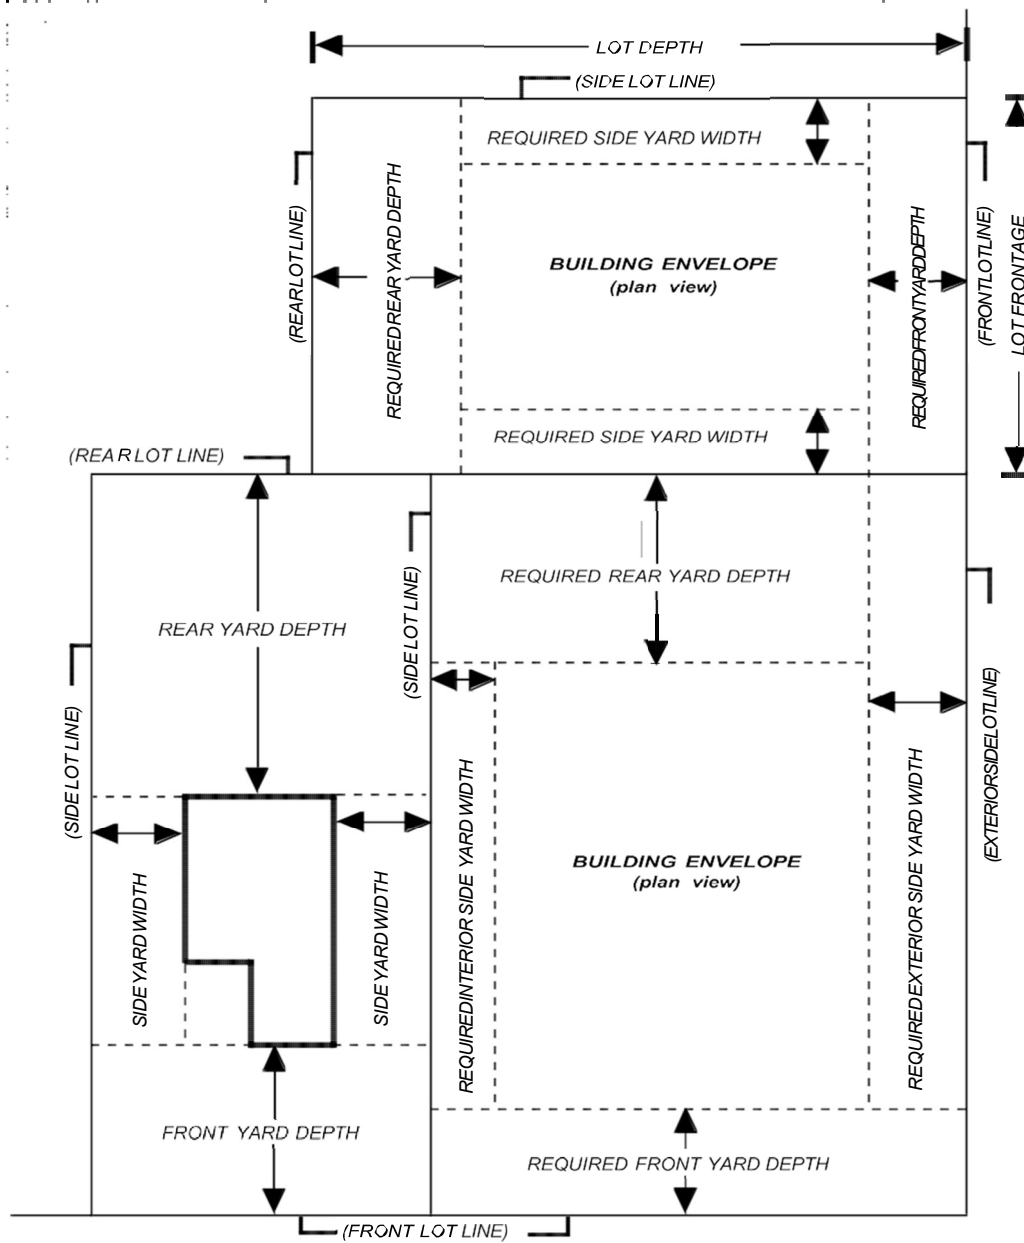 LOT DEPTH
(SIDE LOT LINE)
REQUIRED SIDE YARD WIDTH
(REAR LOT LINE)
REQUIRED REAR YARD DEPTH
BUILDING ENVELOPE
(plan view)
REQUIRED FRONT YARD DEPTH
(FRONT LOT LINE)
LOT FRONTAGE
REQUIRED SIDE YARD WIDTH
(REAR LOT LINE)
REAR YARD DEPTH
(SIDE LOT LINE)
REQUIRED REAR YARD DEPTH
(SIDE LOT LINE)
(EXTERIOR SIDE LOT LINE)
SIDE YARD WIDTH
SIDE YARD WIDTH
REQUIRED INTERIOR SIDE YARD WIDTH
BUILDING ENVELOPE
(plan view)
REQUIRED EXTERIOR SIDE YARD WIDTH
FRONT YARD DEPTH
REQUIRED FRONT YARD DEPTH
(FRONT LOT LINE)